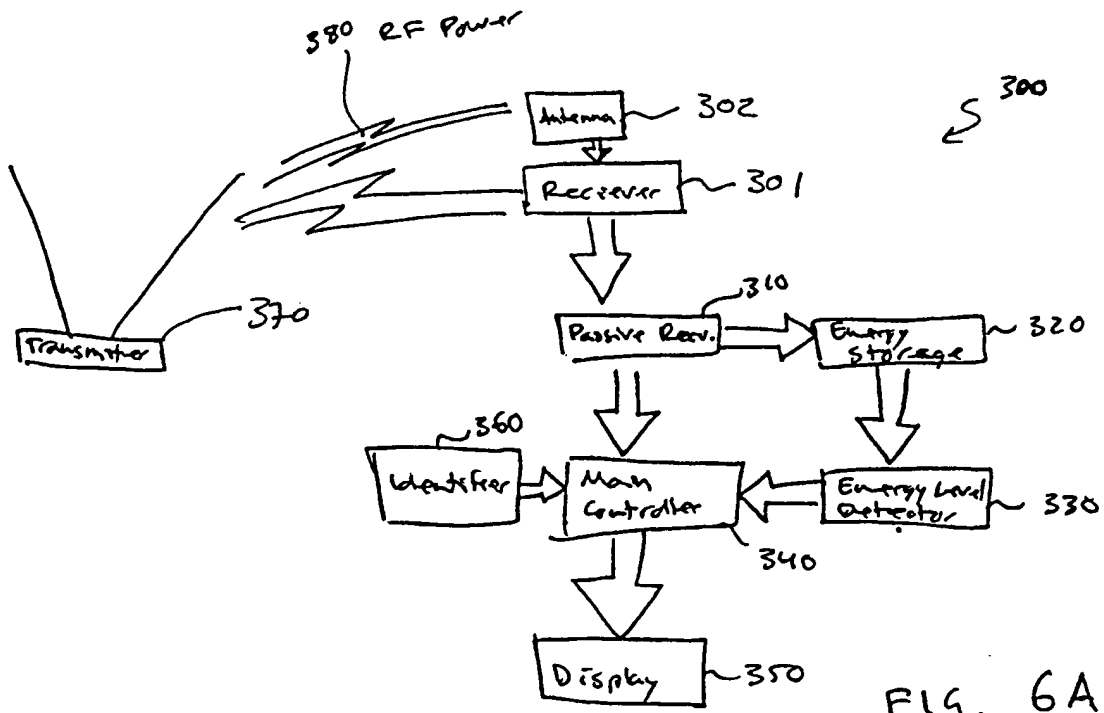 380 RF Power
300
Antenna
302
Reciever
301
310
370
Transmitter
Passive Recv.
Energy
Storage
320
360
Identifier
Main
Controller
Energy Level
Detector
330
340
Display
350
FIG. 6A